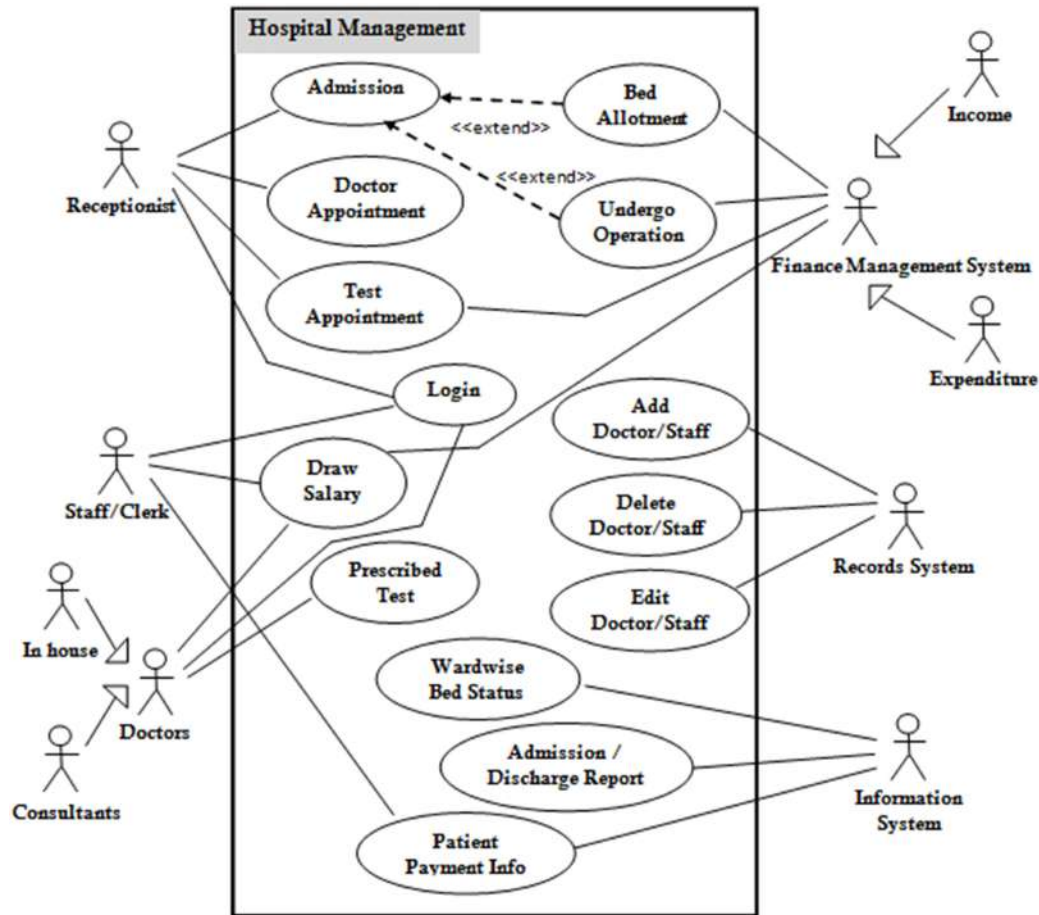 Hospital Management
Admission
Bed
Allotment
Income
<<extend>>
<<extend>>
Receptionist
Doctor
Appointment
Undergo
Operation
Finance Management System
Test
Appointment
Expenditure
Login
Add
Doctor/Staff
Staff/Clerk
Draw
Salary
Delete
Doctor/Staff
Records System
Prescribed
Test
Edit
Doctor/Staff
In house
Doctors
Wardwise
Bed Status
Consultants
Admission /
Discharge Report
Information
System
Patient
Payment Info